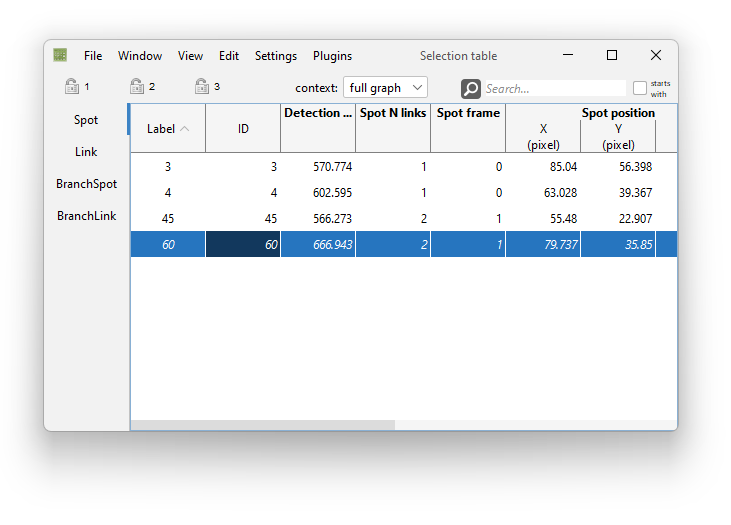 File Window View Edit Settings Plugins Selection table
1 2 3 context: full graph Search... starts with
Spot
Link
BranchSpot
BranchLink
Label ID Detection ... Spot N links Spot frame Spot position
X Y
(pixel) (pixel)
3 3 570.774 1 0 85.04 56.398
4 4 602.595 1 0 63.028 39.367
45 45 566.273 2 1 55.48 22.907
60 60 666.943 2 1 79.737 35.85